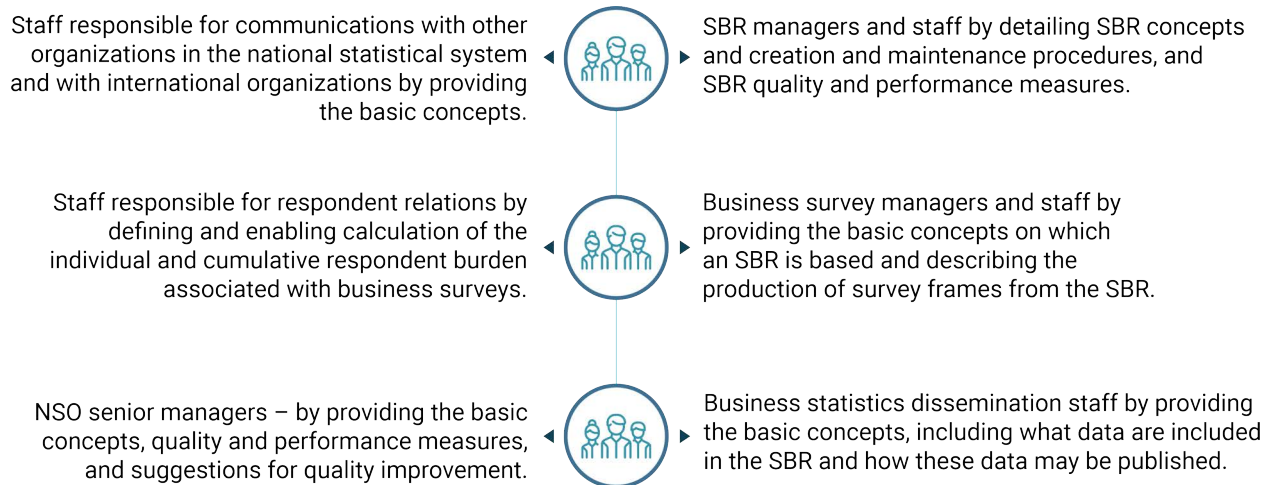 Staff responsible for communications with other
organizations in the national statistical system
and with international organizations by providing
the basic concepts.
SBR managers and staff by detailing SBR concepts
and creation and maintenance procedures, and
SBR quality and performance measures.
Staff responsible for respondent relations by
defining and enabling calculation of the
individual and cumulative respondent burden
associated with business surveys.
Business survey managers and staff by
providing the basic concepts on which
an SBR is based and describing the
production of survey frames from the SBR.
NSO senior managers – by providing the basic
concepts, quality and performance measures,
and suggestions for quality improvement.
Business statistics dissemination staff by providing
the basic concepts, including what data are included
in the SBR and how these data may be published.